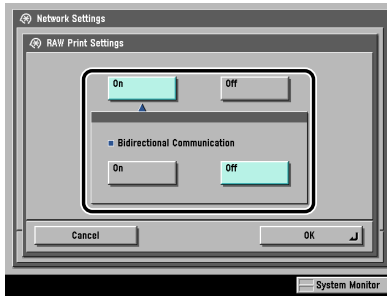 Network Settings
RAW Print Settings
On Off
Bidirectional Communication
On Off
Cancel OK
System Monitor